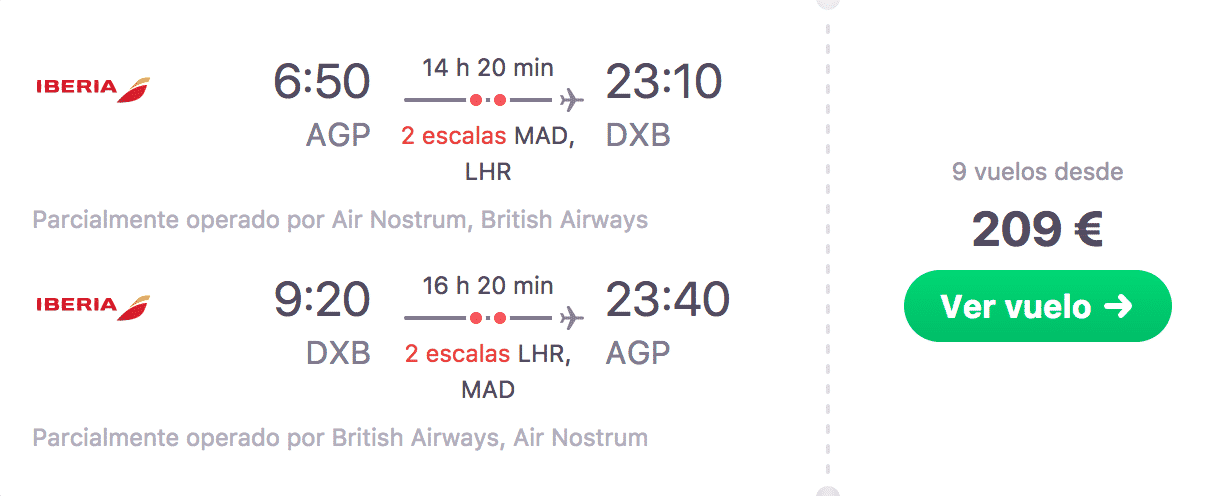 IBERIA
6:50
14 h 20 min
23:10
AGP
2 escalas MAD,
LHR
DXB
Parcialmente operado por Air Nostrum, British Airways
IBERIA
9:20
16 h 20 min
23:40
DXB
2 escalas LHR,
MAD
AGP
Parcialmente operado por British Airways, Air Nostrum
9 vuelos desde
209 €
Ver vuelo →